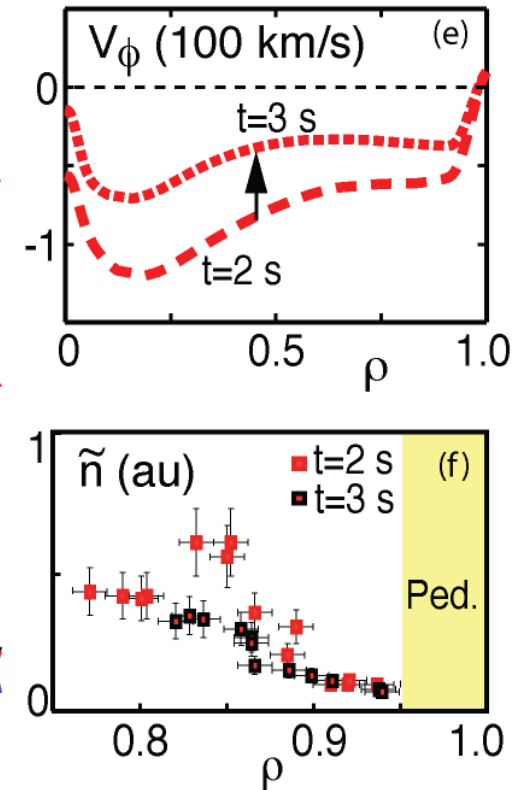 V_ϕ (100 km/s) (e)
0
t=3 s
-1
t=2 s
0 0.5 1.0
ρ
1
ñ (au) t=2 s (f)
t=3 s
Ped.
0
0.8 0.9 1.0
ρ